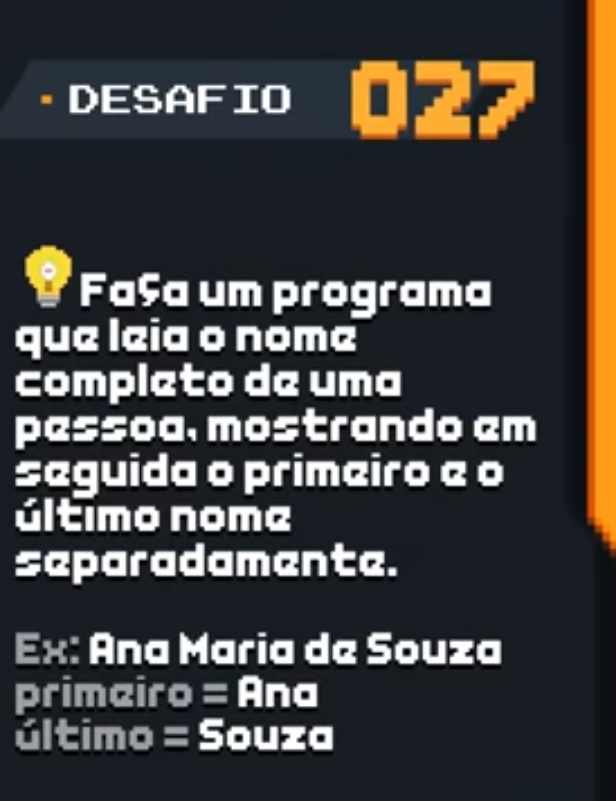 DESAFIO 027
Faça um programa
que leia o nome
completo de uma
pessoa, mostrando em
seguida o primeiro e o
último nome
separadamente.
Ex: Ana Maria de Souza
primeiro = Ana
último = Souza